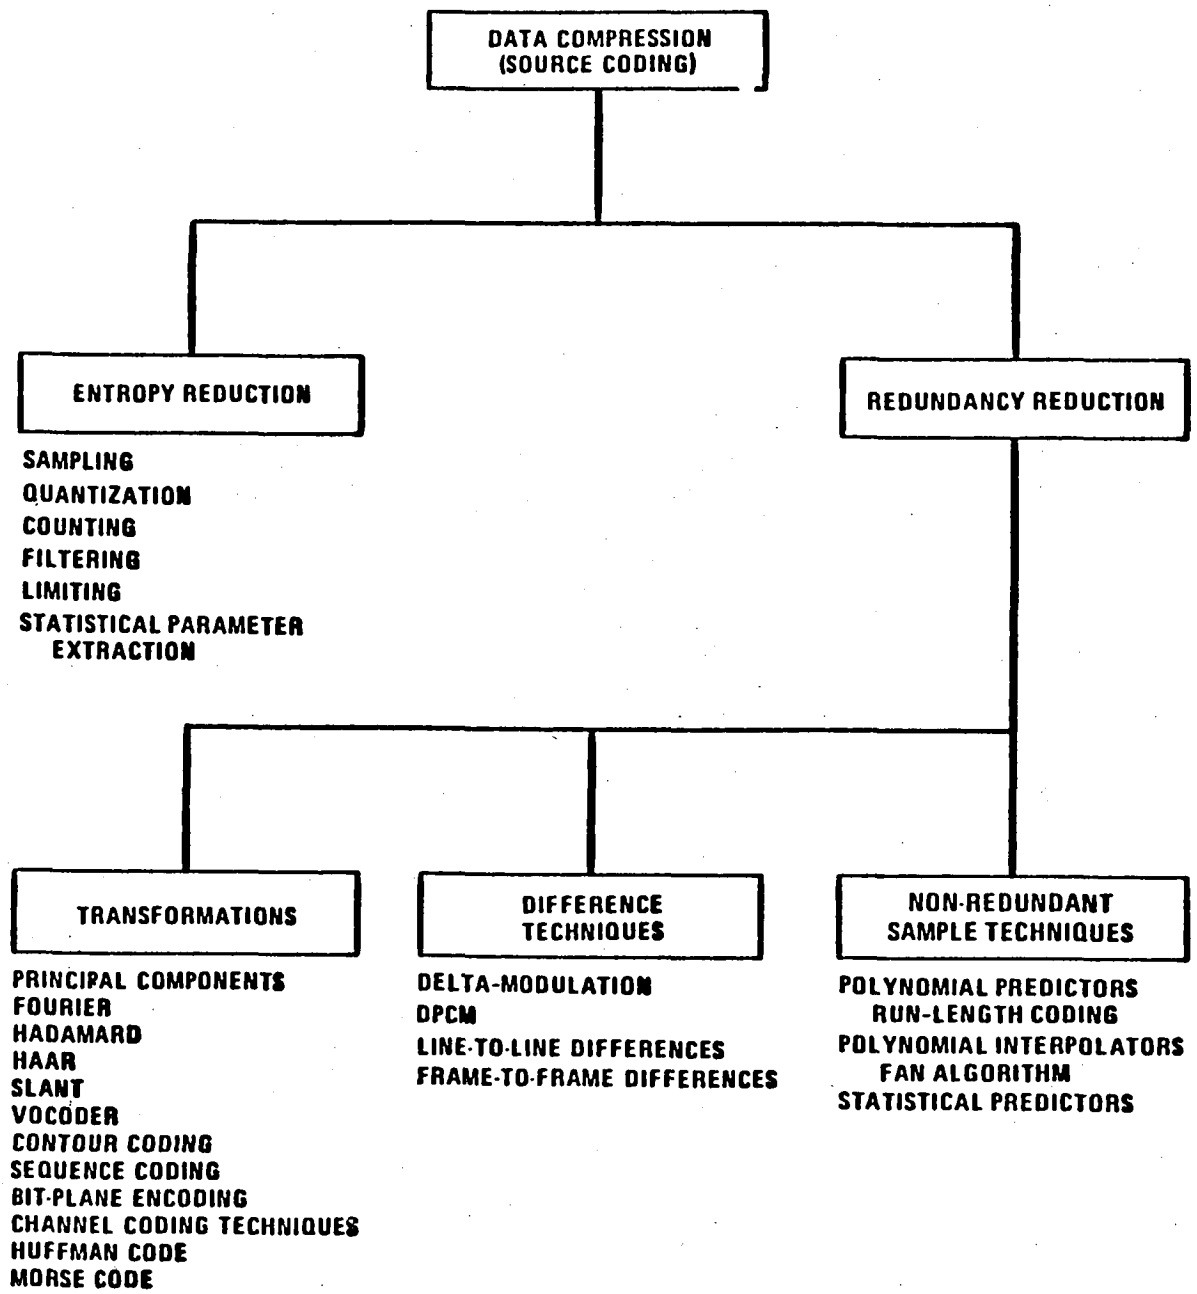 DATA COMPRESSION
(SOURCE CODING)
ENTROPY REDUCTION
SAMPLING
QUANTIZATION
COUNTING
FILTERING
LIMITING
STATISTICAL PARAMETER
EXTRACTION
REDUNDANCY REDUCTION
TRANSFORMATIONS
PRINCIPAL COMPONENTS
FOURIER
HADAMARD
HAAR
SLANT
VOCODER
CONTOUR CODING
SEQUENCE CODING
BIT-PLANE ENCODING
CHANNEL CODING TECHNIQUES
HUFFMAN CODE
MORSE CODE
DIFFERENCE
TECHNIQUES
DELTA-MODULATION
DPCM
LINE-TO-LINE DIFFERENCES
FRAME-TO-FRAME DIFFERENCES
NON-REDUNDANT
SAMPLE TECHNIQUES
POLYNOMIAL PREDICTORS
RUN-LENGTH CODING
POLYNOMIAL INTERPOLATORS
FAN ALGORITHM
STATISTICAL PREDICTORS